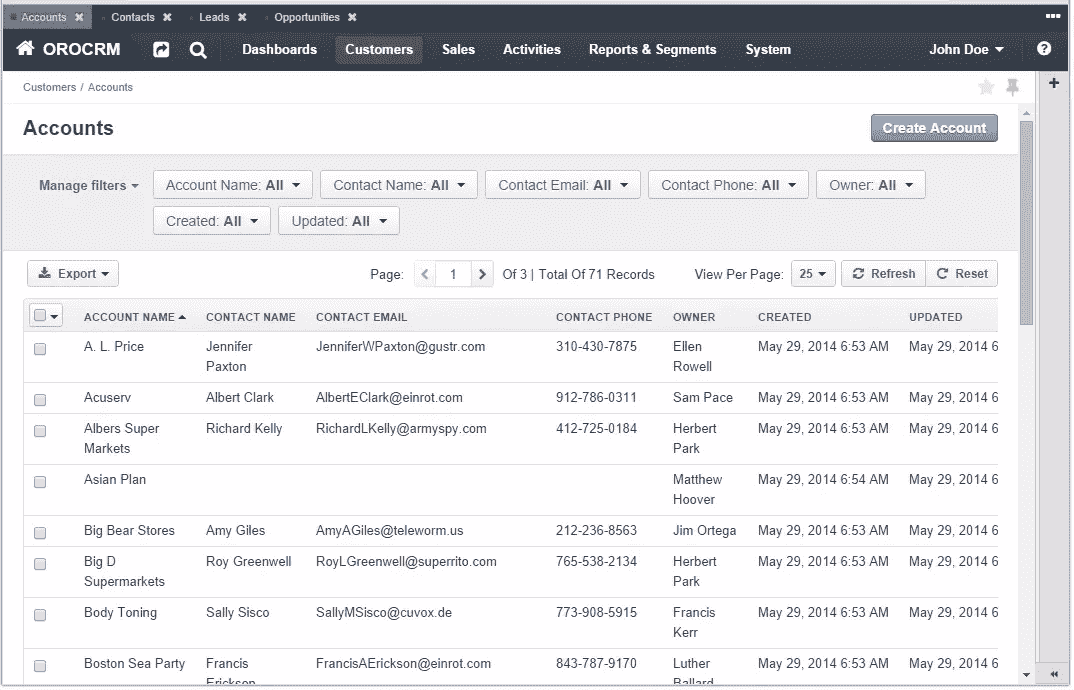 Accounts Contacts Leads Opportunities
OROCRM Dashboards Customers Sales Activities Reports & Segments System John Doe
Customers / Accounts
Accounts Create Account
Manage filters Account Name: All Contact Name: All Contact Email: All Contact Phone: All Owner: All
Created: All Updated: All
Export Page: 1 Of 3 | Total Of 71 Records View Per Page: 25 Refresh Reset
ACCOUNT NAME CONTACT NAME CONTACT EMAIL CONTACT PHONE OWNER CREATED UPDATED
A. L. Price Jennifer JenniferWPaxton@gustr.com 310-430-7875 Ellen May 29, 2014 6:53 AM May 29, 2014 6
Paxton Rowell
Acuserv Albert Clark AlbertEClark@einrot.com 912-786-0311 Sam Pace May 29, 2014 6:53 AM May 29, 2014 6
Albers Super Richard Kelly RichardLKelly@armyspy.com 412-725-0184 Herbert May 29, 2014 6:53 AM May 29, 2014 6
Markets Park
Asian Plan Matthew May 29, 2014 6:54 AM May 29, 2014 6
Hoover
Big Bear Stores Amy Giles AmyAGiles@teleworm.us 212-236-8563 Jim Ortega May 29, 2014 6:53 AM May 29, 2014 6
Big D Roy Greenwell RoyLGreenwell@superrito.com 765-538-2134 Herbert May 29, 2014 6:53 AM May 29, 2014 6
Supermarkets Park
Body Toning Sally Sisco SallyMSisco@cuvox.de 773-908-5915 Francis May 29, 2014 6:53 AM May 29, 2014 6
Kerr
Boston Sea Party Francis FrancisAErickson@einrot.com 843-787-9170 Luther May 29, 2014 6:53 AM May 29, 2014 6
Erickson Ballard